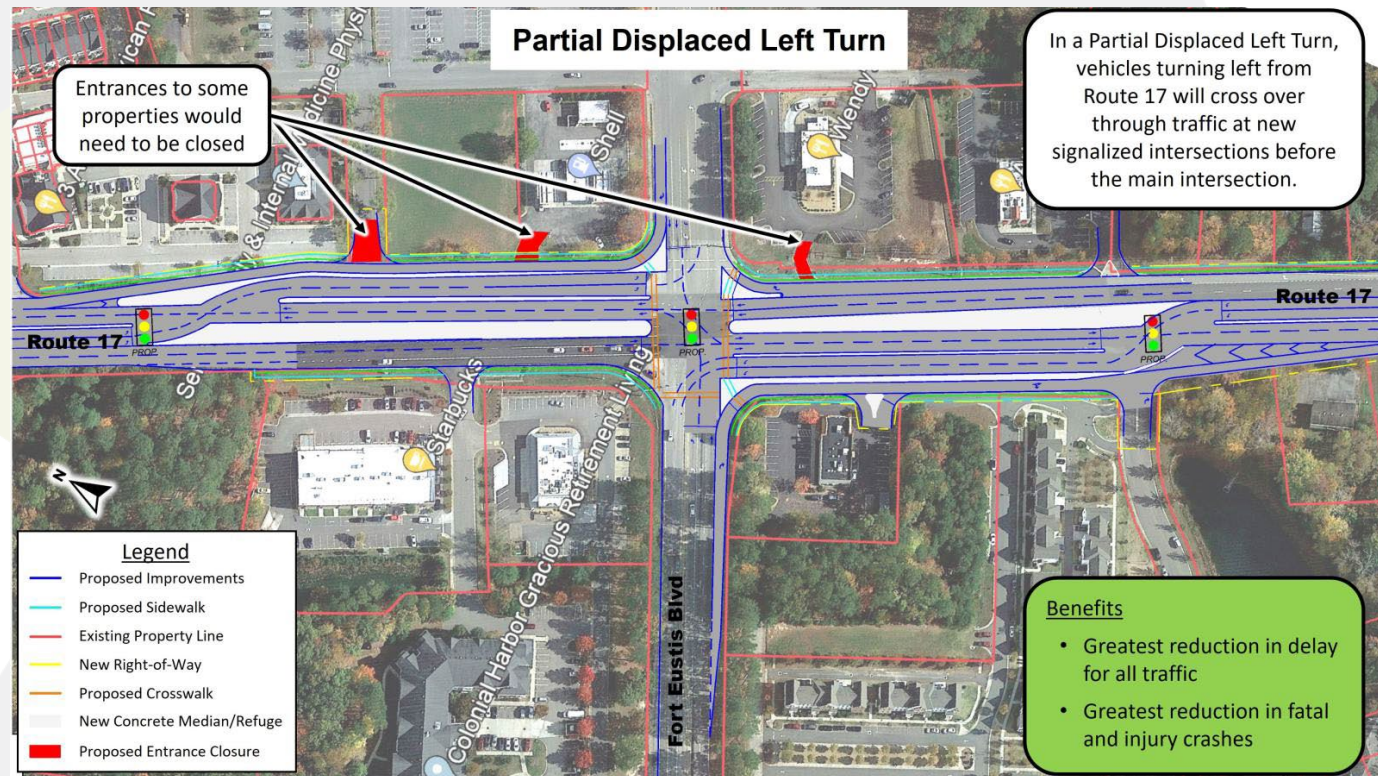 Partial Displaced Left Turn
Entrances to some
properties would
need to be closed
In a Partial Displaced Left Turn,
vehicles turning left from
Route 17 will cross over
through traffic at new
signalized intersections before
the main intersection.
Shell
Wendy
Route 17
Route 17
PROP.
PROP.
PROP.
Starbucks
Colonial Harbor Gracious Retirement Living
Fort Eustis Blvd
N
Legend
Proposed Improvements
Proposed Sidewalk
Existing Property Line
New Right-of-Way
Proposed Crosswalk
New Concrete Median/Refuge
Proposed Entrance Closure
Benefits
• Greatest reduction in delay
for all traffic
• Greatest reduction in fatal
and injury crashes